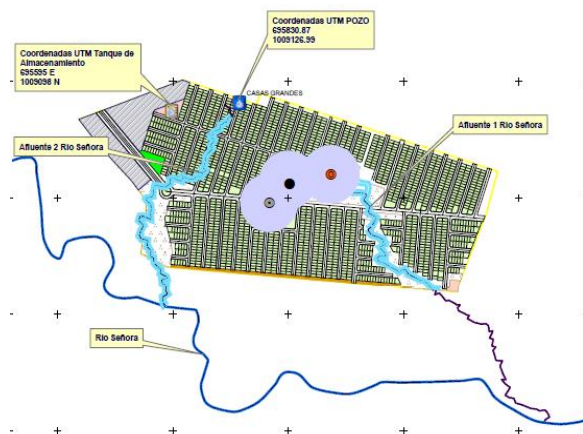 Coordenadas UTM POZO
695830.87
1009126.99
Coordenadas UTM Tanque de
Almacenamiento
695595 E
1009098 N
CASAS GRANDES
Afluente 1 Rio Señora
Afluente 2 Rio Señora
Rio Señora